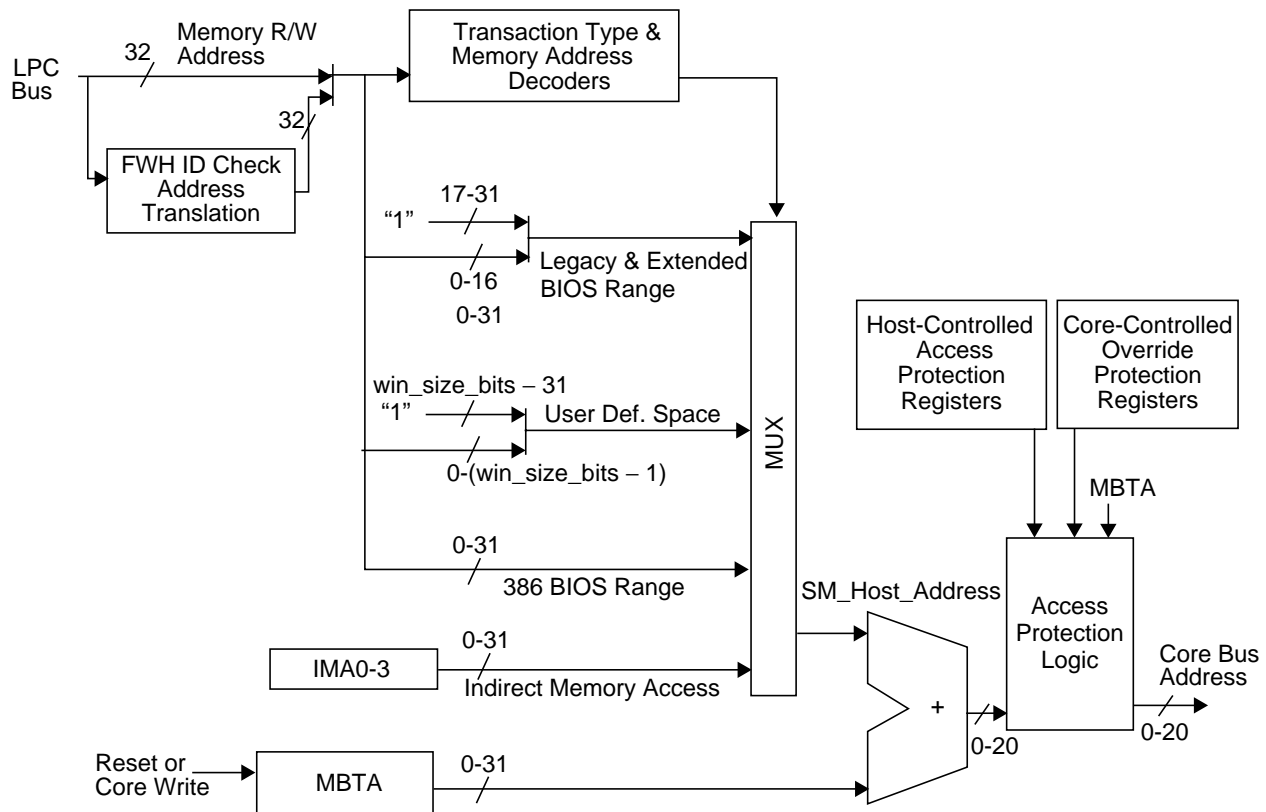 Memory R/W
Address
32
LPC
Bus
32
FWH ID Check
Address
Translation
Transaction Type &
Memory Address
Decoders
17-31
“1”
0-16
0-31
Legacy & Extended
BIOS Range
win_size_bits – 31
“1”
User Def. Space
0-(win_size_bits – 1)
0-31
386 BIOS Range
IMA0-3
0-31
Indirect Memory Access
Reset or
Core Write
MBTA
0-31
MUX
SM_Host_Address
+
0-20
Host-Controlled
Access
Protection
Registers
Core-Controlled
Override
Protection
Registers
MBTA
Access
Protection
Logic
Core Bus
Address
0-20